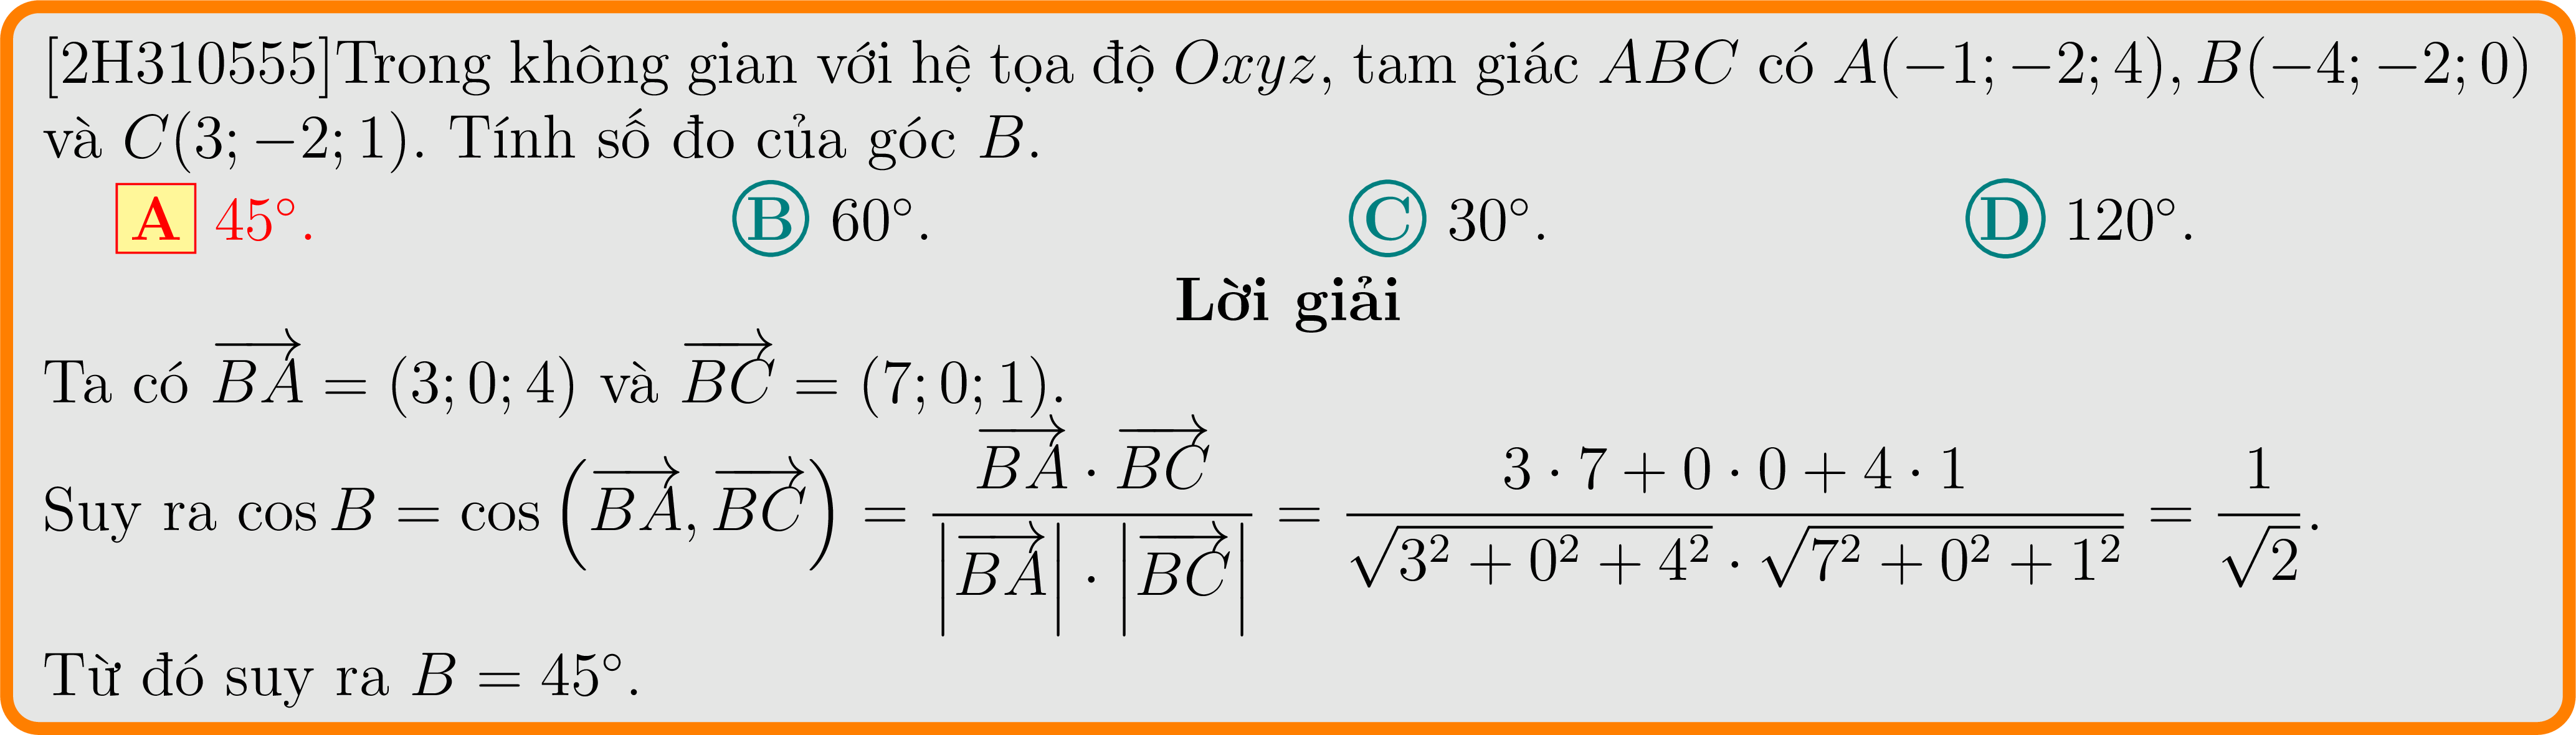 [2H310555]Trong không gian với hệ tọa độ Oxyz, tam giác ABC có A(−1; −2; 4), B(−4; −2; 0)
và C(3; −2; 1). Tính số đo của góc B.
A 45°. B 60°. C 30°. D 120°.
Lời giải
Ta có $\overrightarrow{BA} = (3; 0; 4)$ và $\overrightarrow{BC} = (7; 0; 1)$.
Suy ra $\cos B = \cos\left(\overrightarrow{BA}, \overrightarrow{BC}\right) = \frac{\overrightarrow{BA} \cdot \overrightarrow{BC}}{\left|\overrightarrow{BA}\right| \cdot \left|\overrightarrow{BC}\right|} = \frac{3 \cdot 7 + 0 \cdot 0 + 4 \cdot 1}{\sqrt{3^2 + 0^2 + 4^2} \cdot \sqrt{7^2 + 0^2 + 1^2}} = \frac{1}{\sqrt{2}}$.
Từ đó suy ra B = 45°.